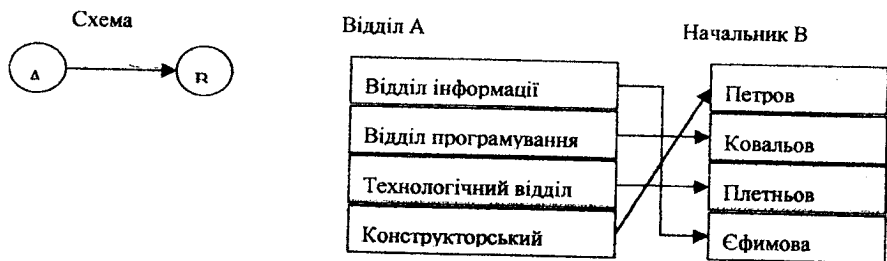 Схема
А
В
Відділ А
Відділ інформації
Відділ програмування
Технологічний відділ
Конструкторський
Начальник В
Петров
Ковальов
Плетньов
Єфимова